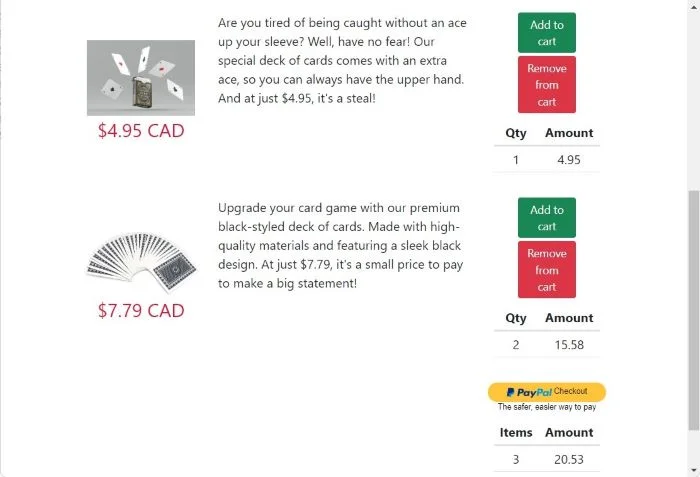 Are you tired of being caught without an ace
up your sleeve? Well, have no fear! Our
special deck of cards comes with an extra
ace, so you can always have the upper hand.
And at just $4.95, it's a steal!
$4.95 CAD
Add to
cart
Remove
from
cart
Qty Amount
1 4.95
Upgrade your card game with our premium
black-styled deck of cards. Made with high-
quality materials and featuring a sleek black
design. At just $7.79, it's a small price to pay
to make a big statement!
$7.79 CAD
Add to
cart
Remove
from
cart
Qty Amount
2 15.58
PayPal Checkout
The safer, easier way to pay
Items Amount
3 20.53